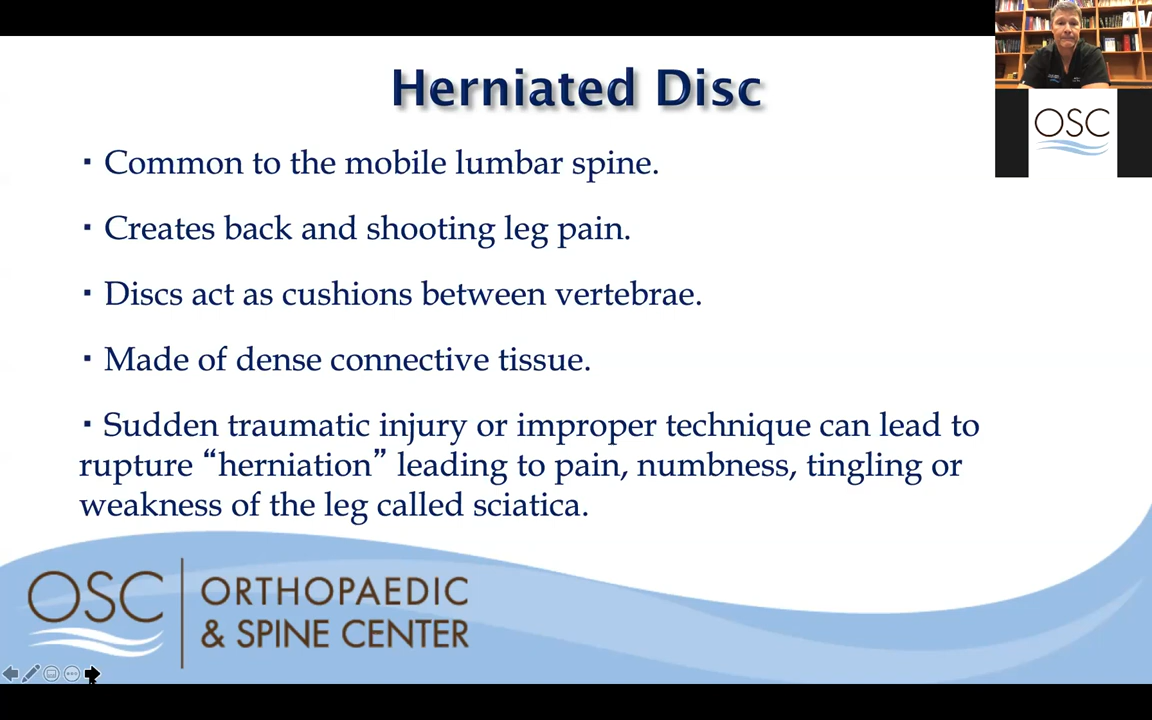 Herniated Disc
▪ Common to the mobile lumbar spine.
▪ Creates back and shooting leg pain.
▪ Discs act as cushions between vertebrae.
▪ Made of dense connective tissue.
▪ Sudden traumatic injury or improper technique can lead to
rupture “herniation” leading to pain, numbness, tingling or
weakness of the leg called sciatica.
OSC
OSC
ORTHOPAEDIC
& SPINE CENTER